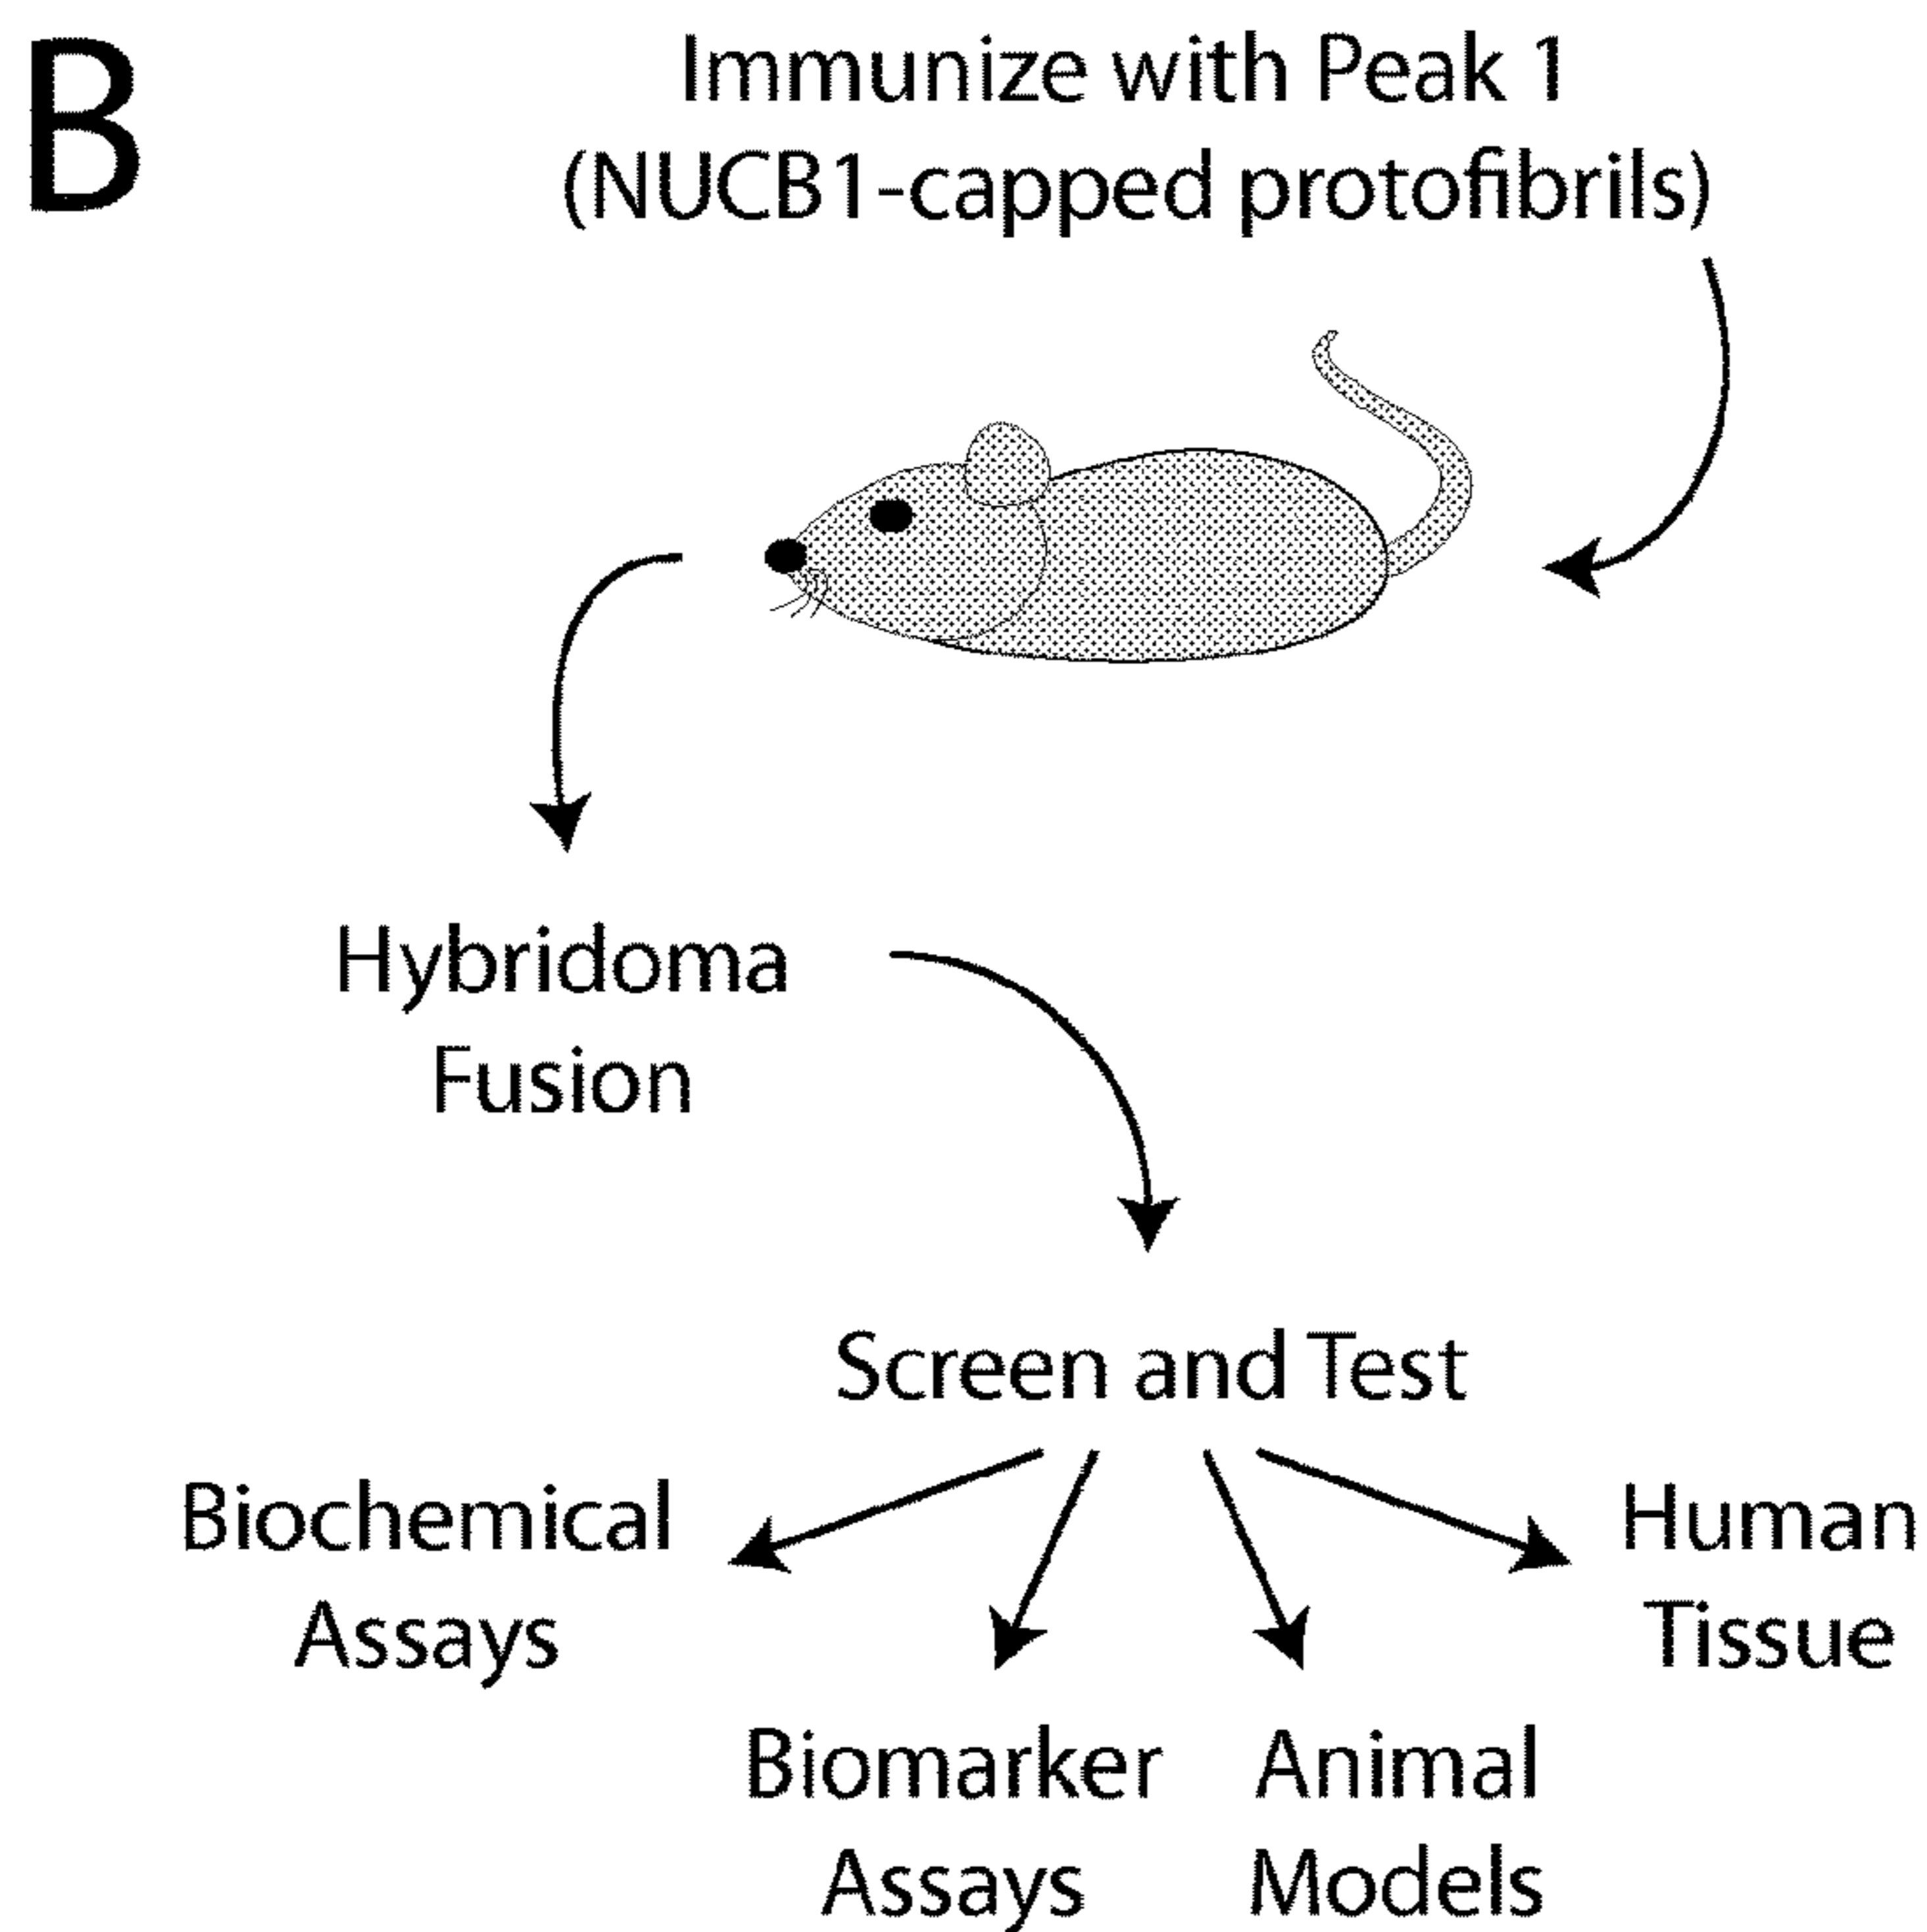 B
Immunize with Peak 1
(NUCB1-capped protofibrils)
Hybridoma
Fusion
Screen and Test
Biochemical
Assays
Biomarker
Assays
Animal
Models
Human
Tissue